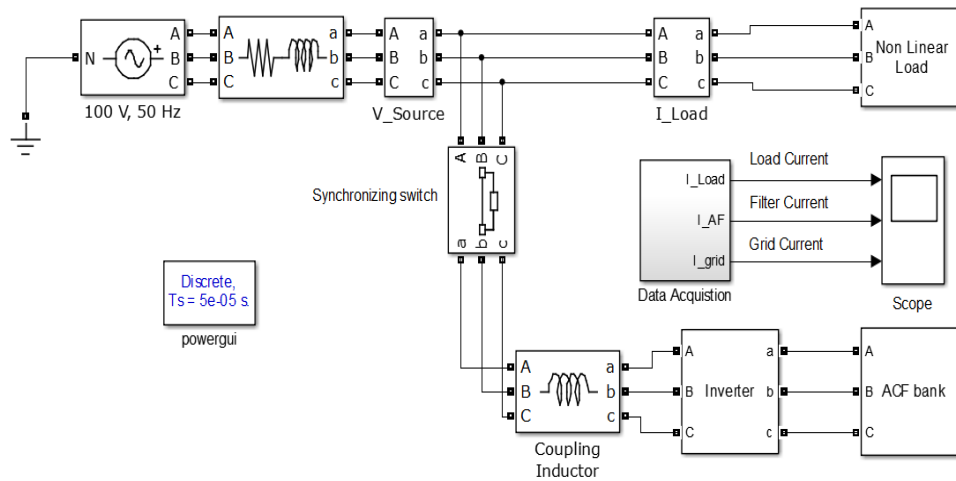 N
A
B
C
100 V, 50 Hz
A
B
C
a
b
c
A
B
C
a
b
c
V_Source
A
B
C
a
b
c
I_Load
A
B
C
Non Linear
Load
A
B
C
a
b
c
Synchronizing switch
I_Load
I_AF
I_grid
Data Acquistion
Load Current
Filter Current
Grid Current
Scope
Discrete,
Ts = 5e-05 s.
powergui
A
B
C
a
b
c
Coupling
Inductor
A
B
C
Inverter
a
b
c
A
B
C
ACF bank